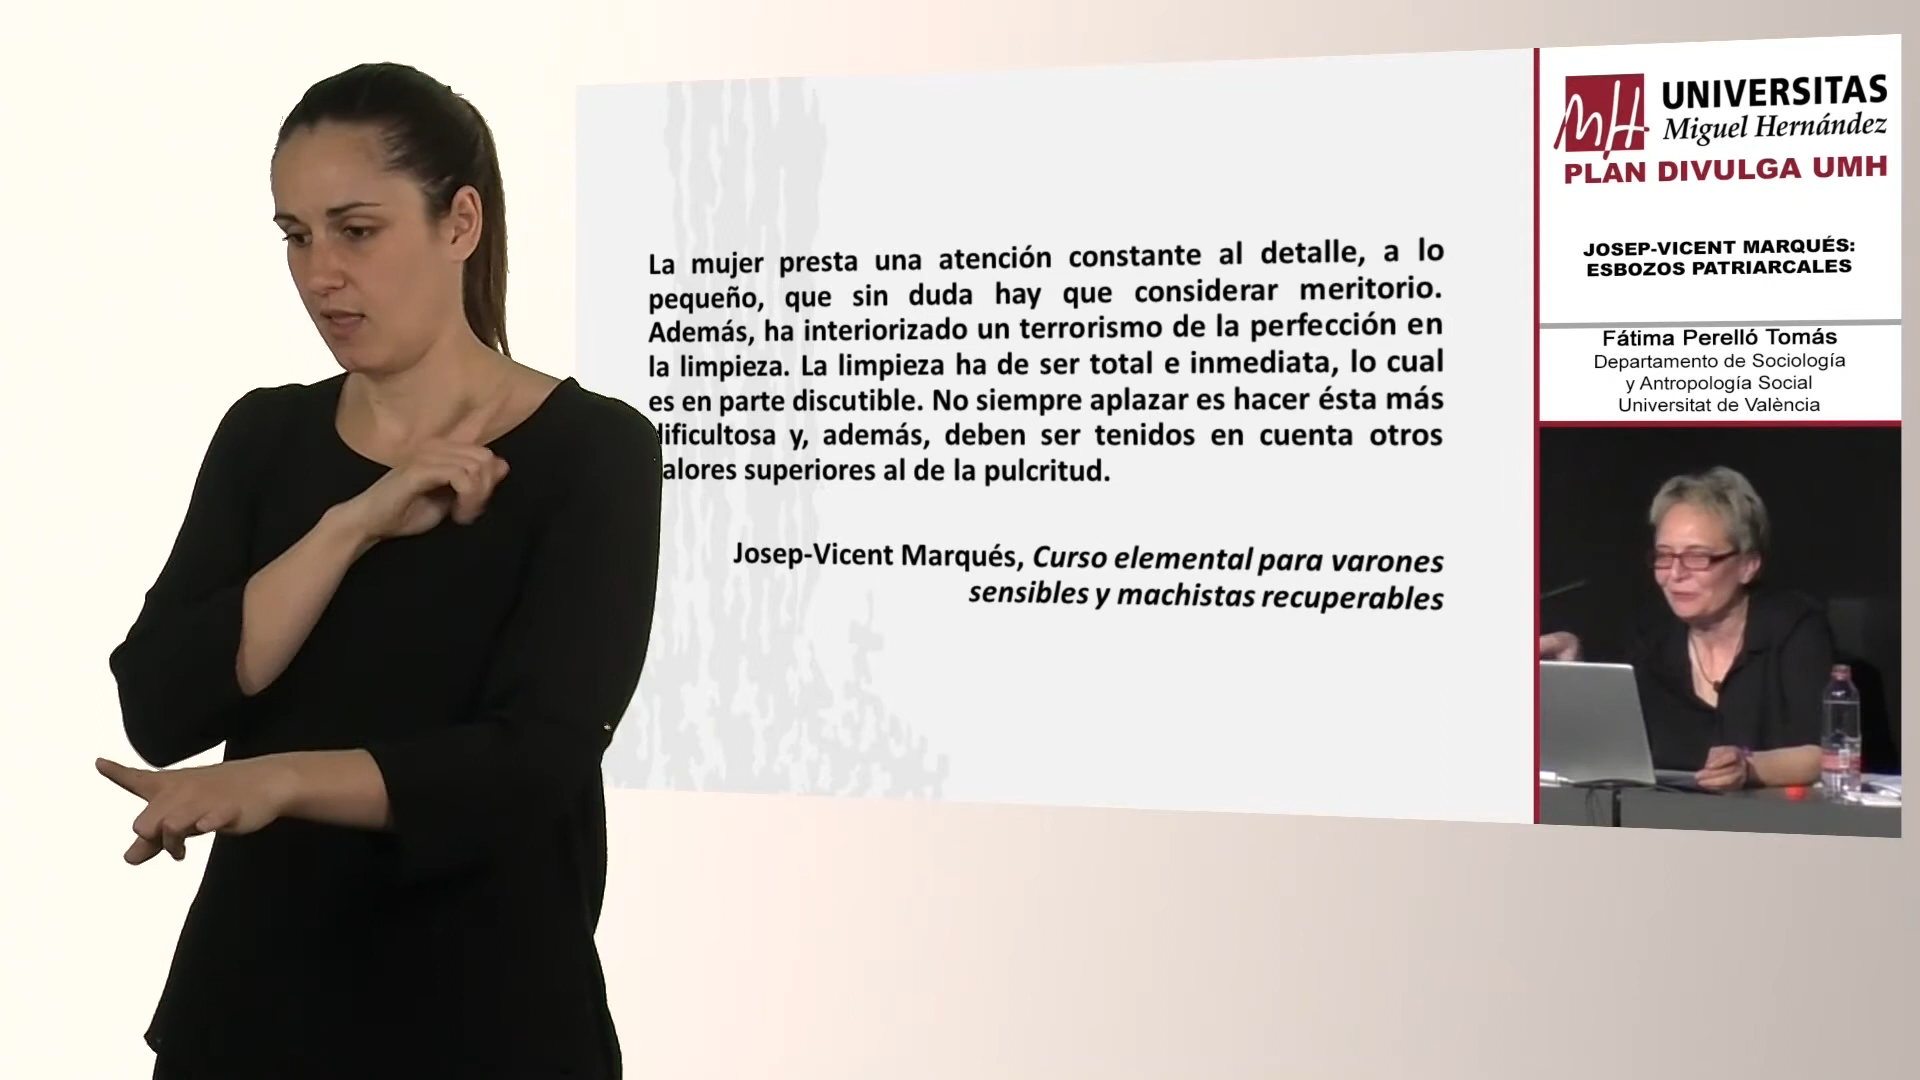 La mujer presta una atención constante al detalle, a lo
pequeño, que sin duda hay que considerar meritorio.
Además, ha interiorizado un terrorismo de la perfección en
la limpieza. La limpieza ha de ser total e inmediata, lo cual
es en parte discutible. No siempre aplazar es hacer ésta más
dificultosa y, además, deben ser tenidos en cuenta otros
alores superiores al de la pulcritud.
Josep-Vicent Marqués, Curso elemental para varones
sensibles y machistas recuperables
UNIVERSITAS
Miguel Hernández
PLAN DIVULGA UMH
JOSEP-VICENT MARQUÉS:
ESBOZOS PATRIARCALES
Fátima Perelló Tomás
Departamento de Sociología
y Antropología Social
Universitat de València